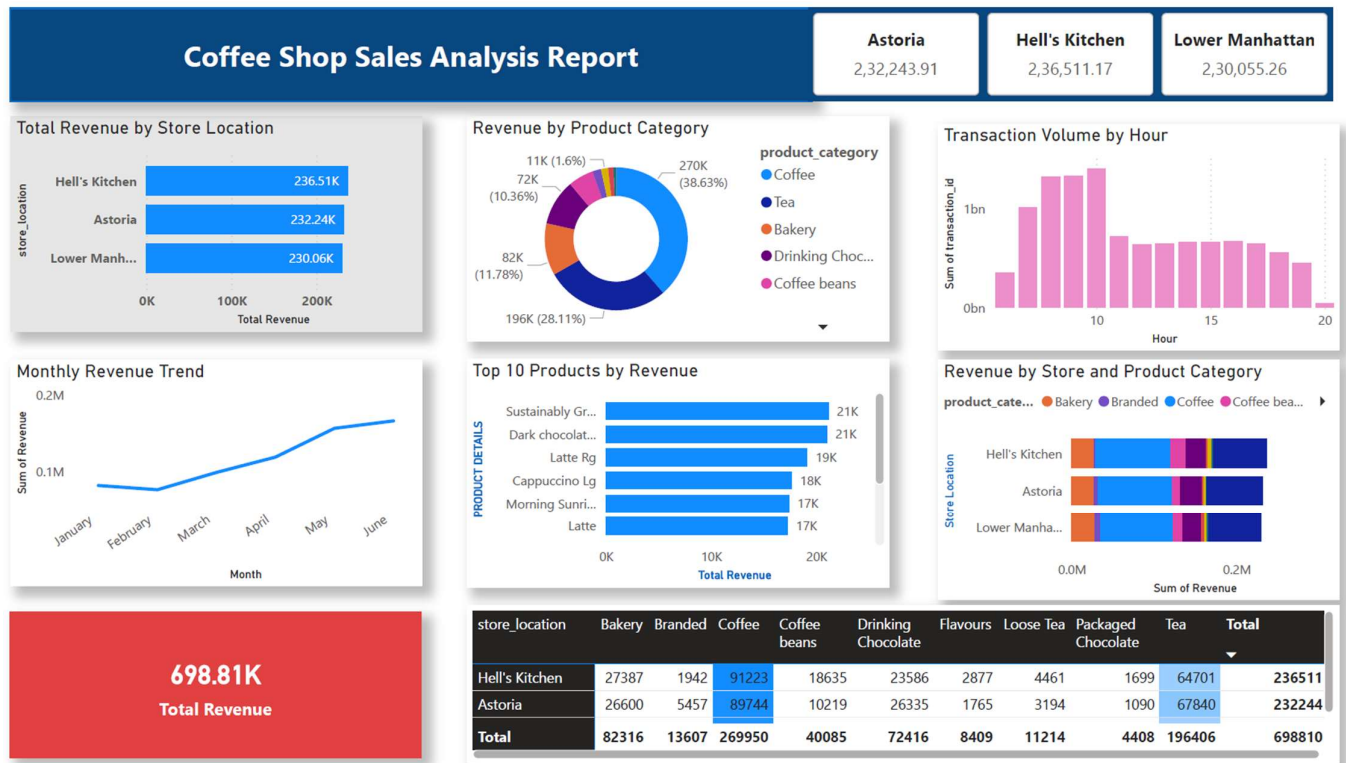 Coffee Shop Sales Analysis Report
Astoria
2,32,243.91
Hell's Kitchen
2,36,511.17
Lower Manhattan
2,30,055.26
Total Revenue by Store Location
store_location
Hell's Kitchen
236.51K
Astoria
232.24K
Lower Manh...
230.06K
0K 100K 200K
Total Revenue
Revenue by Product Category
11K (1.6%)
72K
(10.36%)
82K
(11.78%)
196K (28.11%)
270K
(38.63%)
product_category
Coffee
Tea
Bakery
Drinking Choc...
Coffee beans
Transaction Volume by Hour
Sum of transaction_id
1bn
0bn
10 15 20
Hour
Monthly Revenue Trend
Sum of Revenue
0.2M
0.1M
January February March April May June
Month
Top 10 Products by Revenue
PRODUCT DETAILS
Sustainably Gr... 21K
Dark chocolat... 21K
Latte Rg 19K
Cappuccino Lg 18K
Morning Sunri... 17K
Latte 17K
0K 10K 20K
Total Revenue
Revenue by Store and Product Category
product_cate... Bakery Branded Coffee Coffee bea...
Store Location
Hell's Kitchen
Astoria
Lower Manha...
0.0M 0.2M
Sum of Revenue
698.81K
Total Revenue
store_location Bakery Branded Coffee Coffee beans Drinking Chocolate Flavours Loose Tea Packaged Chocolate Tea Total
Hell's Kitchen 27387 1942 91223 18635 23586 2877 4461 1699 64701 236511
Astoria 26600 5457 89744 10219 26335 1765 3194 1090 67840 232244
Total 82316 13607 269950 40085 72416 8409 11214 4408 196406 698810